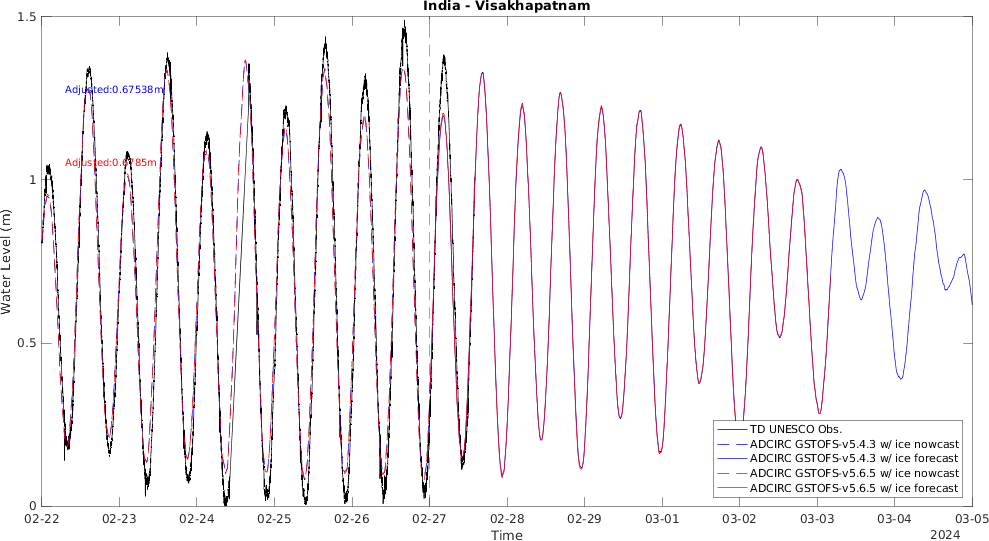 India - Visakhapatnam
Water Level (m)
1.5
1
0.5
0
Adjusted:0.67538m
Adjusted:0.6785m
TD UNESCO Obs.
ADCIRC GSTOFS-v5.4.3 w/ ice nowcast
ADCIRC GSTOFS-v5.4.3 w/ ice forecast
ADCIRC GSTOFS-v5.6.5 w/ ice nowcast
ADCIRC GSTOFS-v5.6.5 w/ ice forecast
02-22 02-23 02-24 02-25 02-26 02-27 02-28 02-29 03-01 03-02 03-03 03-04 03-05
Time
2024